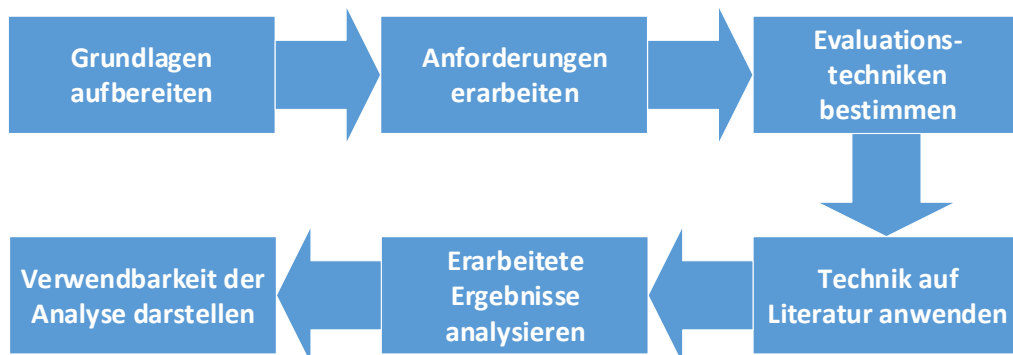 Grundlagen
aufbereiten
Anforderungen
erarbeiten
Evaluations-
techniken
bestimmen
Technik auf
Literatur anwenden
Erarbeitete
Ergebnisse
analysieren
Verwendbarkeit der
Analyse darstellen